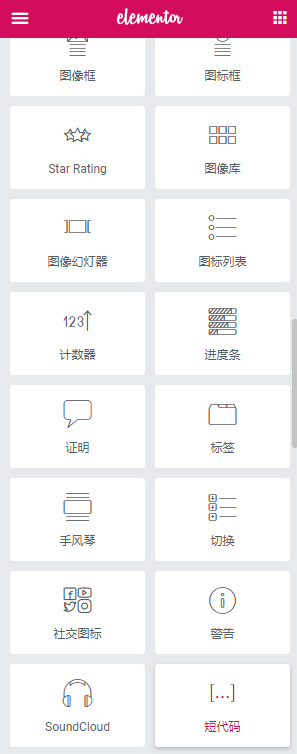 elementor
图像框
图标框
Star Rating
图像库
图像幻灯器
图标列表
123
计数器
进度条
证明
标签
手风琴
切换
社交图标
警告
SoundCloud
[...]
短代码